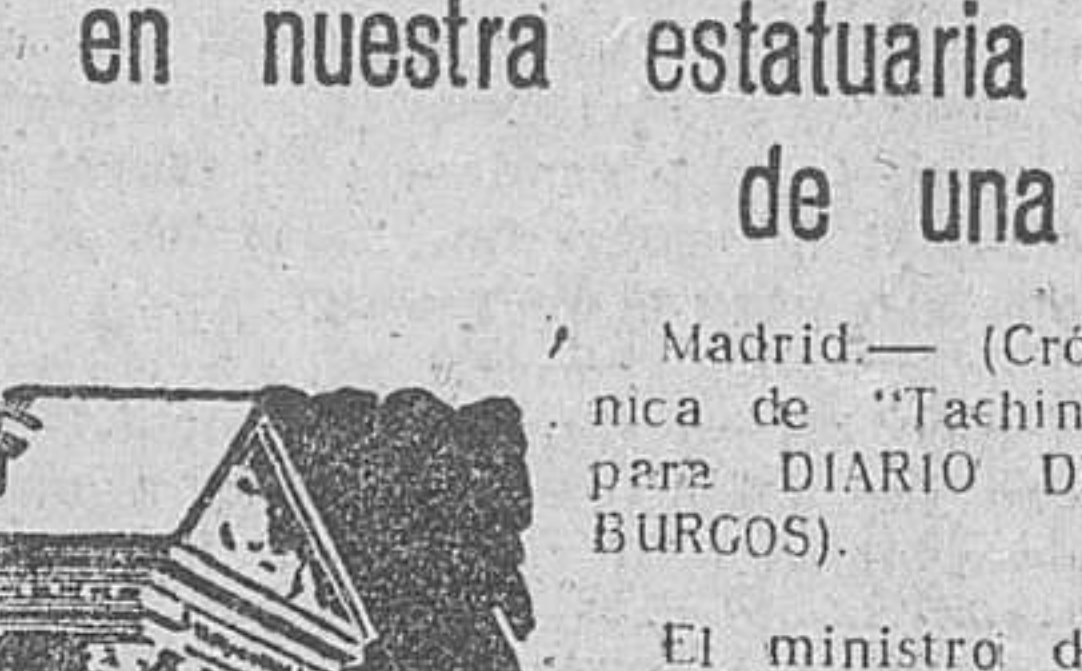 en nuestra estatuaria
de una
Madrid.— (Cró
nica de "Tachin
para DIARIO D
BURGOS).
El ministro d